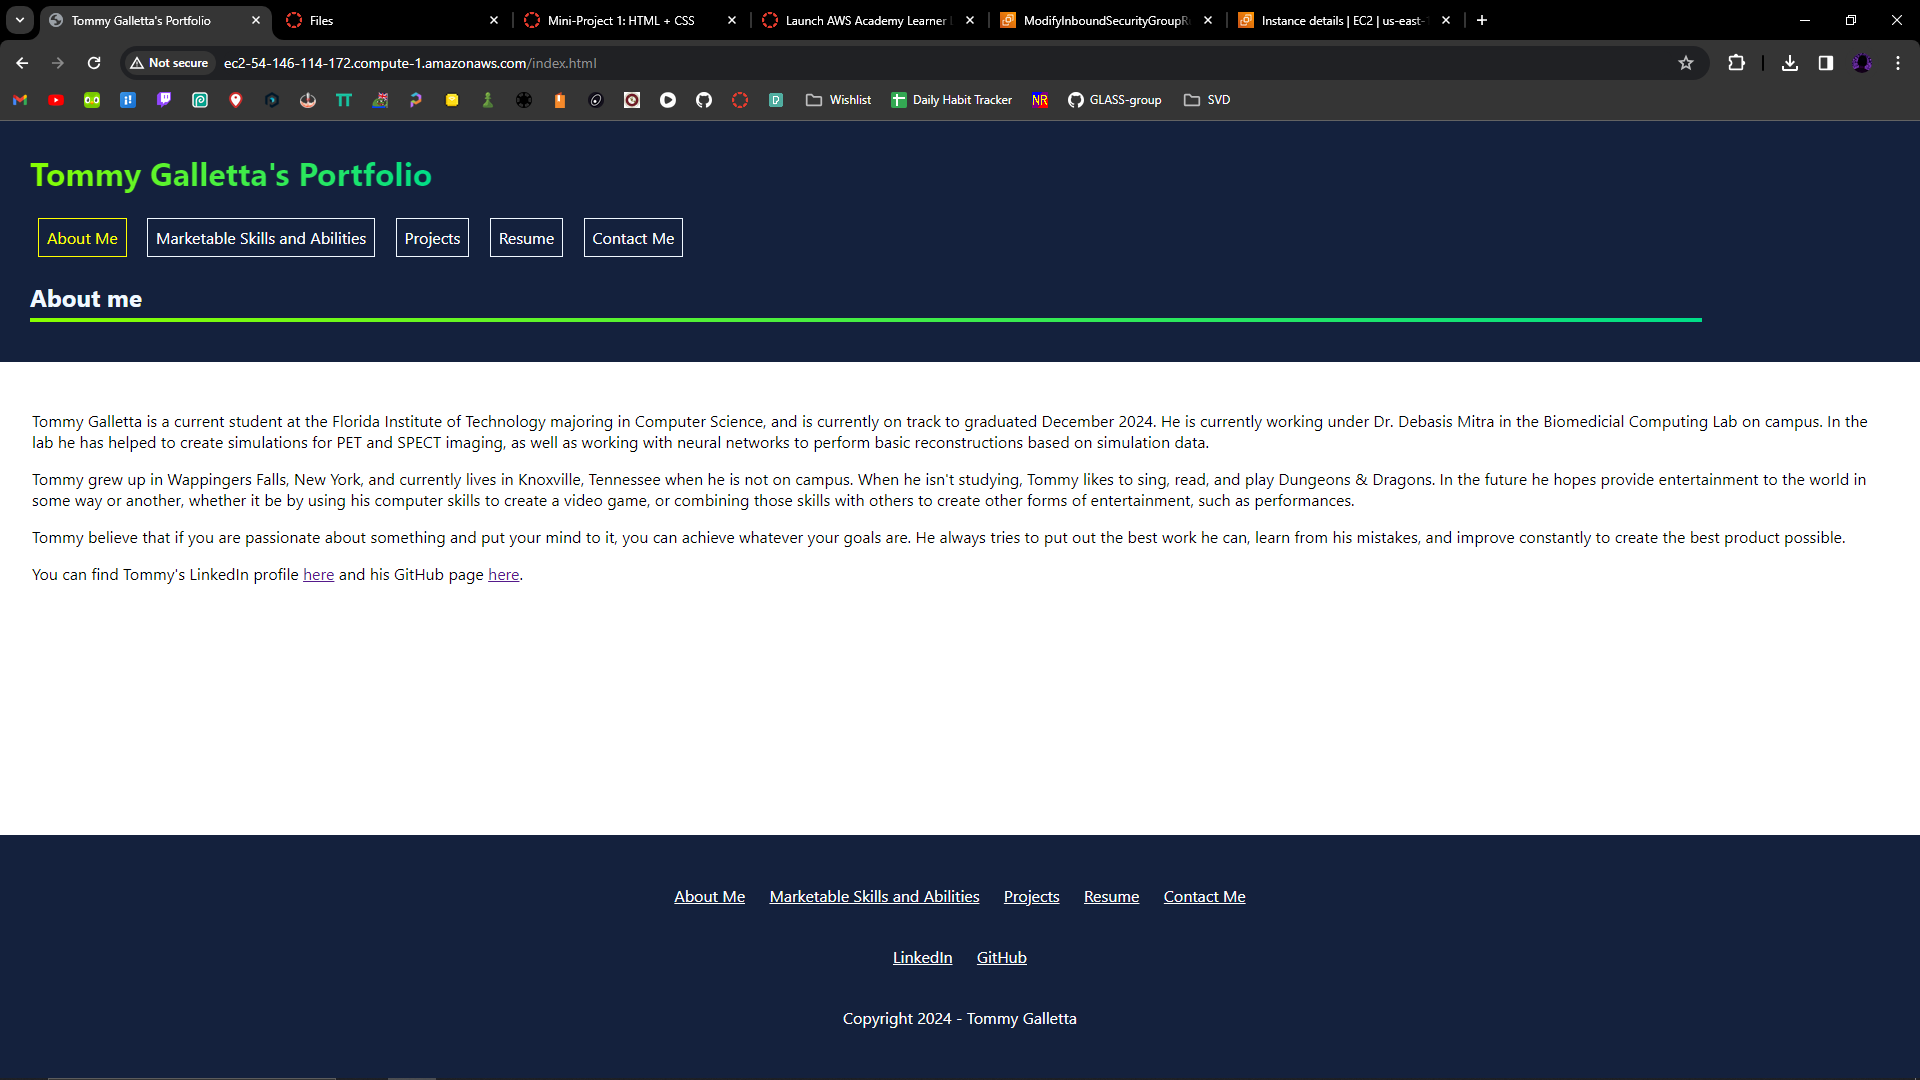 Tommy Galletta's Portfolio
Files
Mini-Project 1: HTML + CSS
Launch AWS Academy Learner
ModifyInboundSecurityGroupR
Instance details | EC2 | us-east-
Not secure
ec2-54-146-114-172.compute-1.amazonaws.com/index.html
TT
Wishlist
Daily Habit Tracker
NR
GLASS-group
SVD
Tommy Galletta's Portfolio
About Me
Marketable Skills and Abilities
Projects
Resume
Contact Me
About me
Tommy Galletta is a current student at the Florida Institute of Technology majoring in Computer Science, and is currently on track to graduated December 2024. He is currently working under Dr. Debasis Mitra in the Biomedicial Computing Lab on campus. In the
lab he has helped to create simulations for PET and SPECT imaging, as well as working with neural networks to perform basic reconstructions based on simulation data.
Tommy grew up in Wappingers Falls, New York, and currently lives in Knoxville, Tennessee when he is not on campus. When he isn't studying, Tommy likes to sing, read, and play Dungeons & Dragons. In the future he hopes provide entertainment to the world in
some way or another, whether it be by using his computer skills to create a video game, or combining those skills with others to create other forms of entertainment, such as performances.
Tommy believe that if you are passionate about something and put your mind to it, you can achieve whatever your goals are. He always tries to put out the best work he can, learn from his mistakes, and improve constantly to create the best product possible.
You can find Tommy's LinkedIn profile here and his GitHub page here.
About Me Marketable Skills and Abilities Projects Resume Contact Me
LinkedIn GitHub
Copyright 2024 - Tommy Galletta